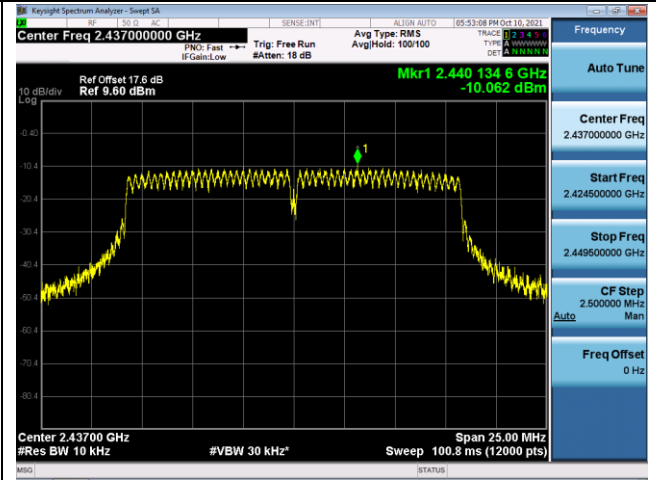 Keysight Spectrum Analyzer - Swept SA
RF 50 Ω AC SENSE:INT ALIGN AUTO 05:53:08 PM Oct 10, 2021
Center Freq 2.437000000 GHz
PNO: Fast
IFGain:Low
Trig: Free Run
#Atten: 18 dB
Avg Type: RMS
Avg|Hold: 100/100
TRACE 1 2 3 4 5 6
TYPE A WWWWW
DET A N N N N N
Ref Offset 17.6 dB
10 dB/div Ref 9.60 dBm
Log
Mkr1 2.440 134 6 GHz
-10.062 dBm
1
-0.40
-10.4
-20.4
-30.4
-40.4
-50.4
-60.4
-70.4
-80.4
Center 2.43700 GHz
#Res BW 10 kHz
#VBW 30 kHz*
Span 25.00 MHz
Sweep 100.8 ms (12000 pts)
MSG
STATUS
Frequency
Auto Tune
Center Freq
2.437000000 GHz
Start Freq
2.424500000 GHz
Stop Freq
2.449500000 GHz
CF Step
2.500000 MHz
Auto Man
Freq Offset
0 Hz